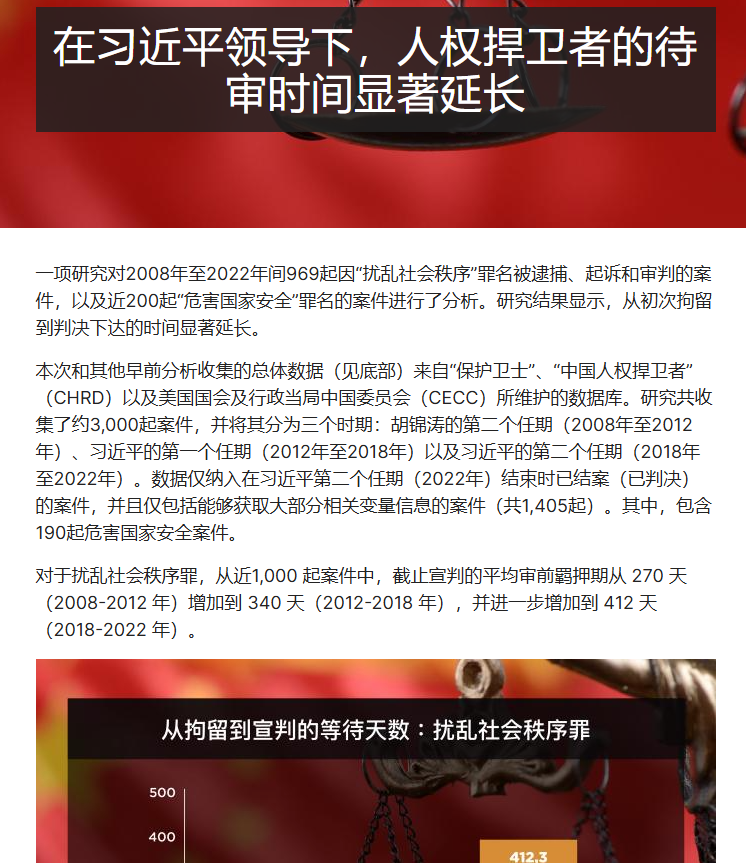 在习近平领导下，人权捍卫者的待
审时间显著延长
一项研究对2008年至2022年间969起因“扰乱社会秩序”罪名被逮捕、起诉和审判的案
件，以及近200起“危害国家安全”罪名的案件进行了分析。研究结果显示，从初次拘留
到判决下达的时间显著延长。
本次和其他早前分析收集的总体数据（见底部）来自“保护卫士”、“中国人权捍卫者”
（CHRD）以及美国国会及行政当局中国委员会（CECC）所维护的数据库。研究共收
集了约3,000起案件，并将其分为三个时期：胡锦涛的第二个任期（2008年至2012
年）、习近平的第一个任期（2012年至2018年）以及习近平的第二个任期（2018年
至2022年）。数据仅纳入在习近平第二个任期（2022年）结束时已结案（已判决）
的案件，并且仅包括能够获取大部分相关变量信息的案件（共1,405起）。其中，包含
190起危害国家安全案件。
对于扰乱社会秩序罪，从近1,000 起案件中，截止宣判的平均审前羁押期从 270 天
（2008-2012 年）增加到 340 天（2012-2018 年），并进一步增加到 412 天
（2018-2022 年）。
从拘留到宣判的等待天数：扰乱社会秩序罪
500
400
412,3